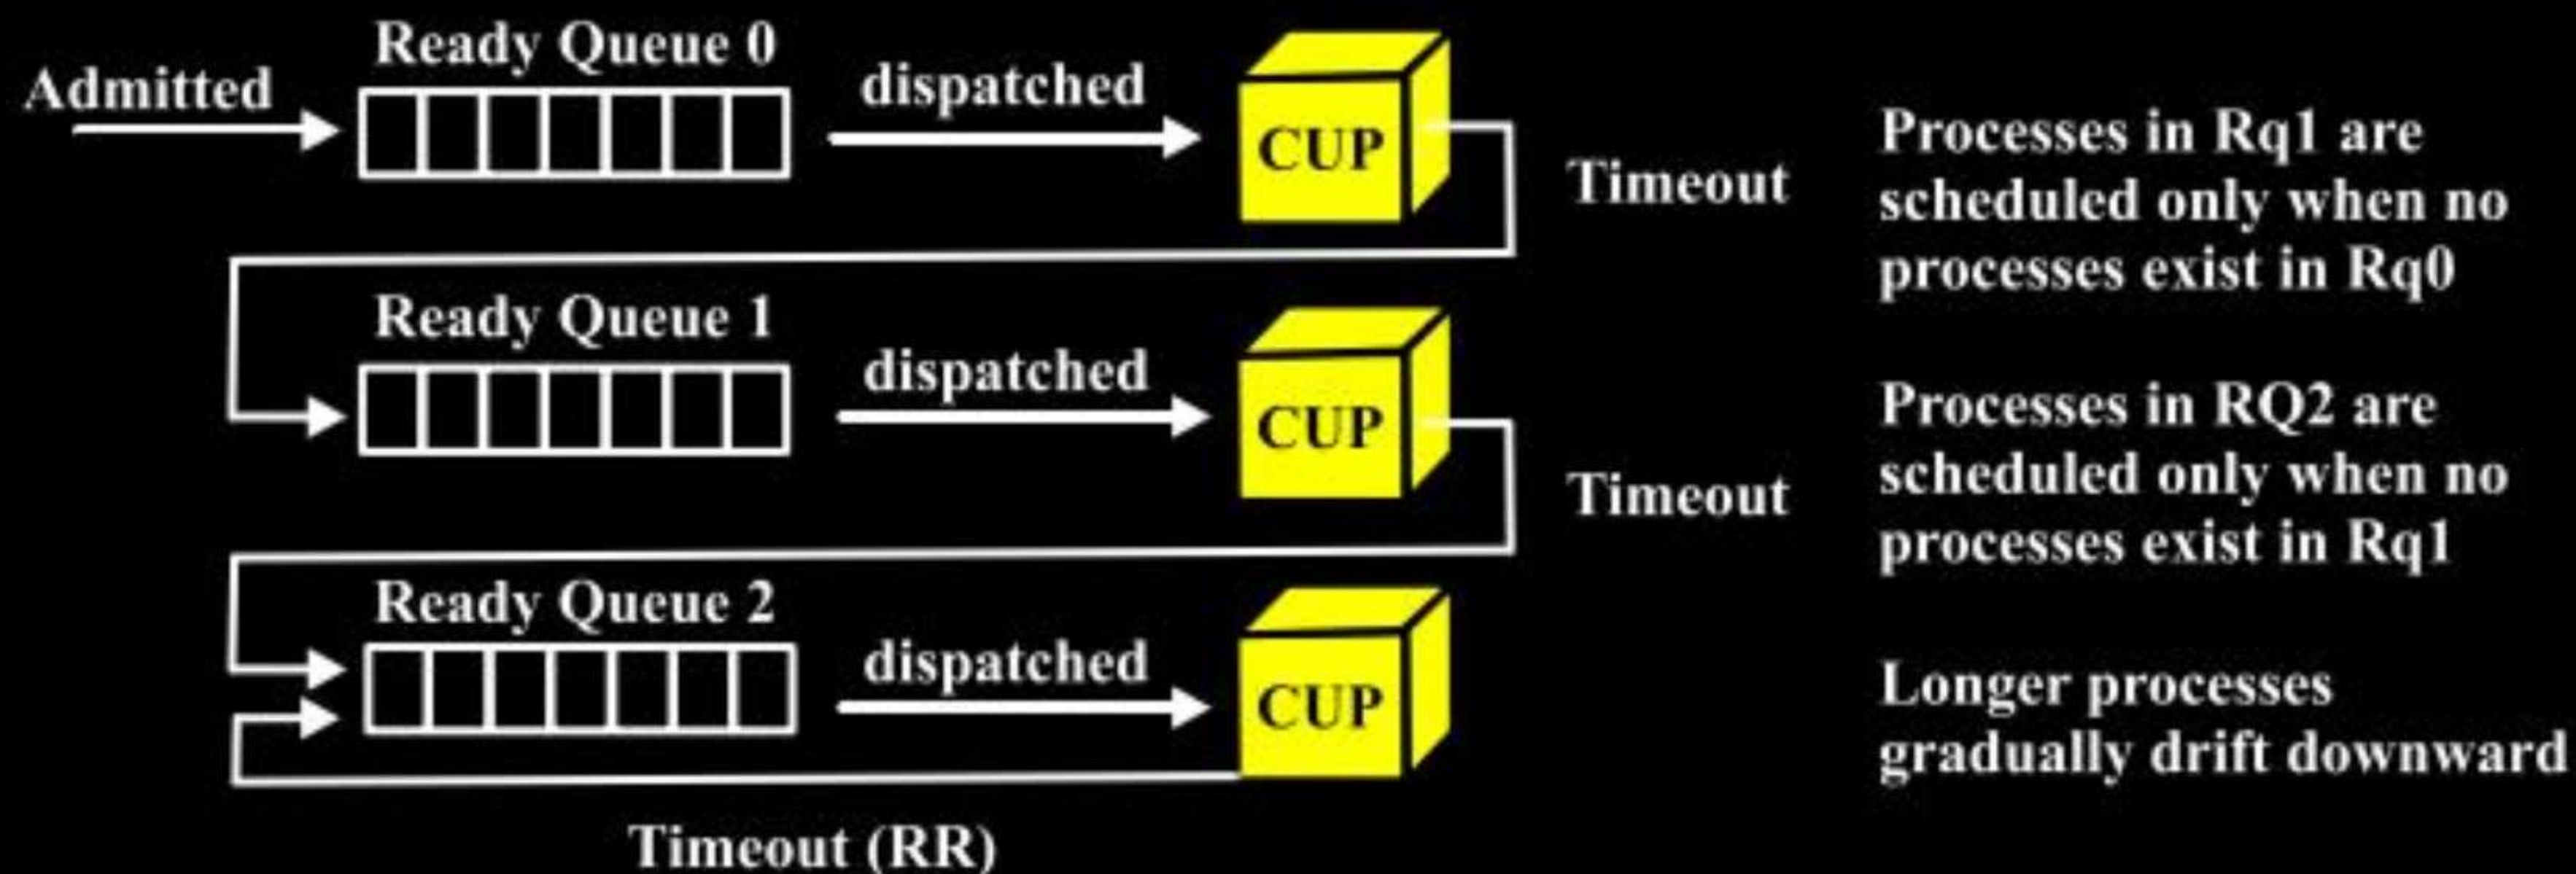 Ready Queue 0
Admitted
dispatched
CUP
Timeout
Processes in Rq1 are
scheduled only when no
processes exist in Rq0
Ready Queue 1
dispatched
CUP
Timeout
Processes in RQ2 are
scheduled only when no
processes exist in Rq1
Ready Queue 2
dispatched
CUP
Longer processes
gradually drift downward
Timeout (RR)